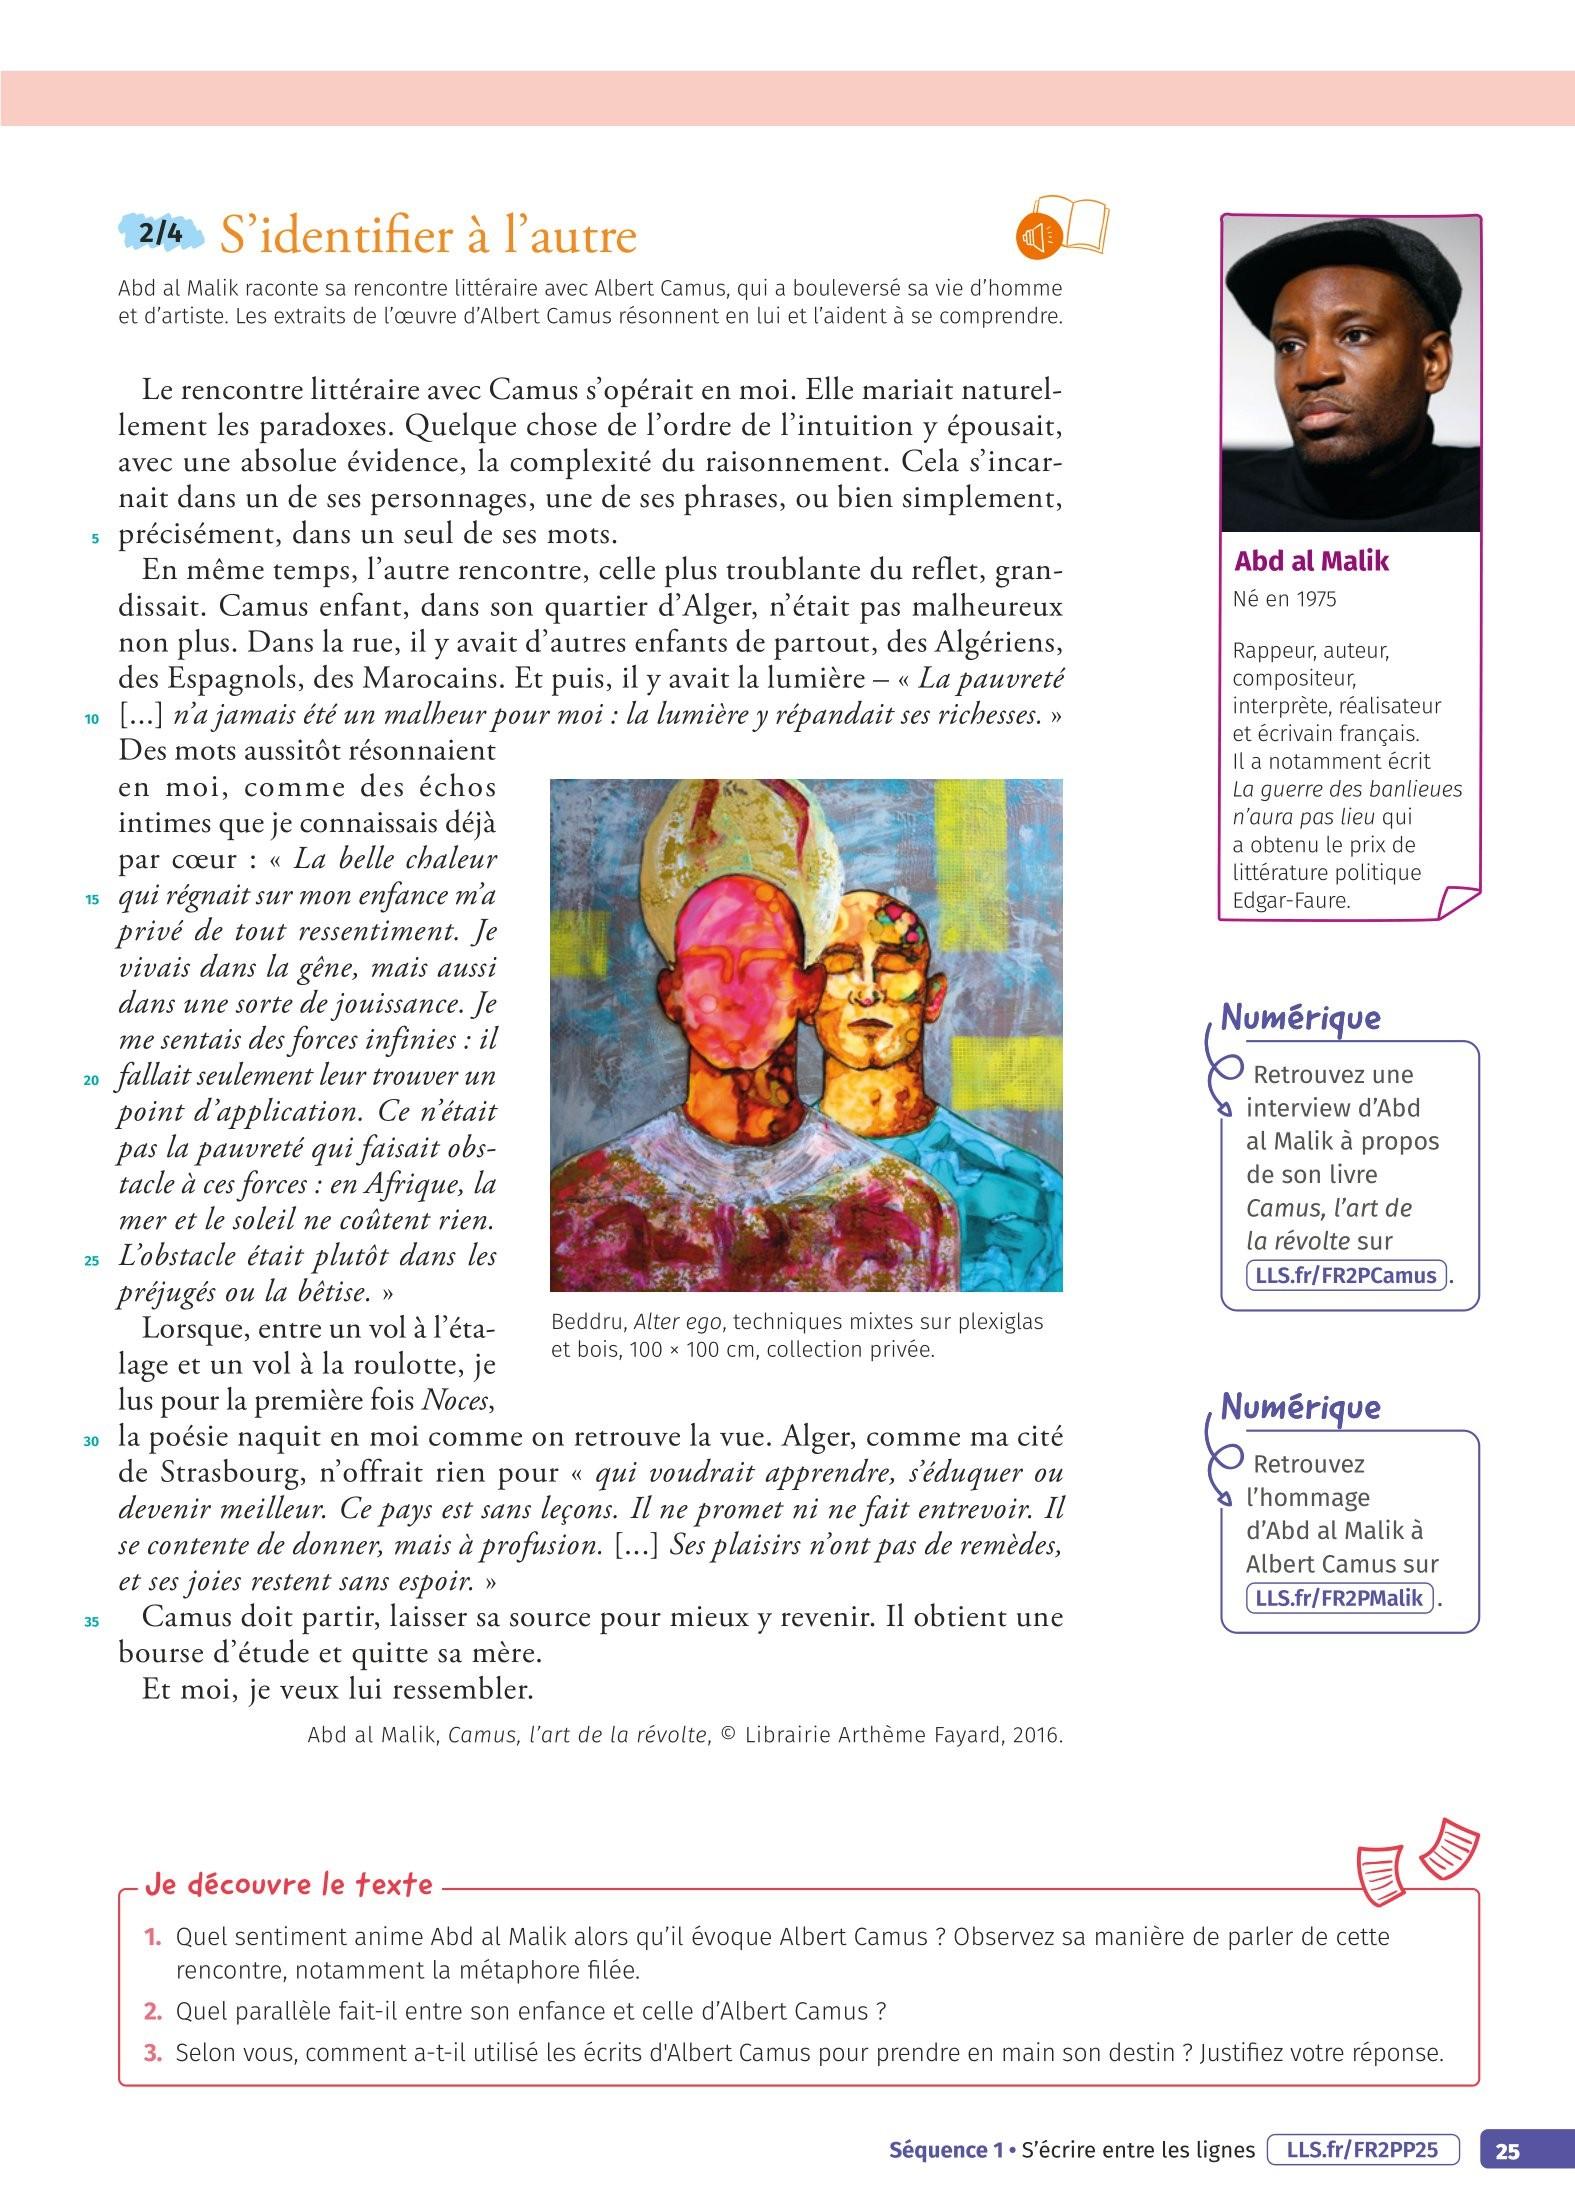 2/4 S’identifier à l’autre
Abd al Malik raconte sa rencontre littéraire avec Albert Camus, qui a bouleversé sa vie d’homme
et d’artiste. Les extraits de l’œuvre d’Albert Camus résonnent en lui et l’aident à se comprendre.
Le rencontre littéraire avec Camus s’opérait en moi. Elle mariait naturel-
lement les paradoxes. Quelque chose de l’ordre de l’intuition y épousait,
avec une absolue évidence, la complexité du raisonnement. Cela s’incar-
nait dans un de ses personnages, une de ses phrases, ou bien simplement,
5 précisément, dans un seul de ses mots.
En même temps, l’autre rencontre, celle plus troublante du reflet, gran-
dissait. Camus enfant, dans son quartier d’Alger, n’était pas malheureux
non plus. Dans la rue, il y avait d’autres enfants de partout, des Algériens,
des Espagnols, des Marocains. Et puis, il y avait la lumière – « La pauvreté
10 [...] n’a jamais été un malheur pour moi : la lumière y répandait ses richesses. »
Des mots aussitôt résonnaient
en moi, comme des échos
intimes que je connaissais déjà
par cœur : « La belle chaleur
15 qui régnait sur mon enfance m’a
privé de tout ressentiment. Je
vivais dans la gêne, mais aussi
dans une sorte de jouissance. Je
me sentais des forces infinies : il
20 fallait seulement leur trouver un
point d’application. Ce n’était
pas la pauvreté qui faisait obs-
tacle à ces forces : en Afrique, la
mer et le soleil ne coûtent rien.
25 L’obstacle était plutôt dans les
préjugés ou la bêtise. »
Lorsque, entre un vol à l’éta-
lage et un vol à la roulotte, je
lus pour la première fois Noces,
30 la poésie naquit en moi comme on retrouve la vue. Alger, comme ma cité
de Strasbourg, n’offrait rien pour « qui voudrait apprendre, s’éduquer ou
devenir meilleur. Ce pays est sans leçons. Il ne promet ni ne fait entrevoir. Il
se contente de donner, mais à profusion. [...] Ses plaisirs n’ont pas de remèdes,
et ses joies restent sans espoir. »
35 Camus doit partir, laisser sa source pour mieux y revenir. Il obtient une
bourse d’étude et quitte sa mère.
Et moi, je veux lui ressembler.
Abd al Malik, Camus, l’art de la révolte, © Librairie Arthème Fayard, 2016.
Beddru, Alter ego, techniques mixtes sur plexiglas
et bois, 100 × 100 cm, collection privée.
Abd al Malik
Né en 1975
Rappeur, auteur,
compositeur,
interprète, réalisateur
et écrivain français.
Il a notamment écrit
La guerre des banlieues
n’aura pas lieu qui
a obtenu le prix de
littérature politique
Edgar-Faure.
Numérique
Retrouvez une
interview d’Abd
al Malik à propos
de son livre
Camus, l’art de
la révolte sur
LLS.fr/FR2PCamus.
Numérique
Retrouvez
l’hommage
d’Abd al Malik à
Albert Camus sur
LLS.fr/FR2PMalik.
Je découvre le texte
1. Quel sentiment anime Abd al Malik alors qu’il évoque Albert Camus ? Observez sa manière de parler de cette
rencontre, notamment la métaphore filée.
2. Quel parallèle fait-il entre son enfance et celle d’Albert Camus ?
3. Selon vous, comment a-t-il utilisé les écrits d'Albert Camus pour prendre en main son destin ? Justifiez votre réponse.
Séquence 1 • S’écrire entre les lignes LLS.fr/FR2PP25 25